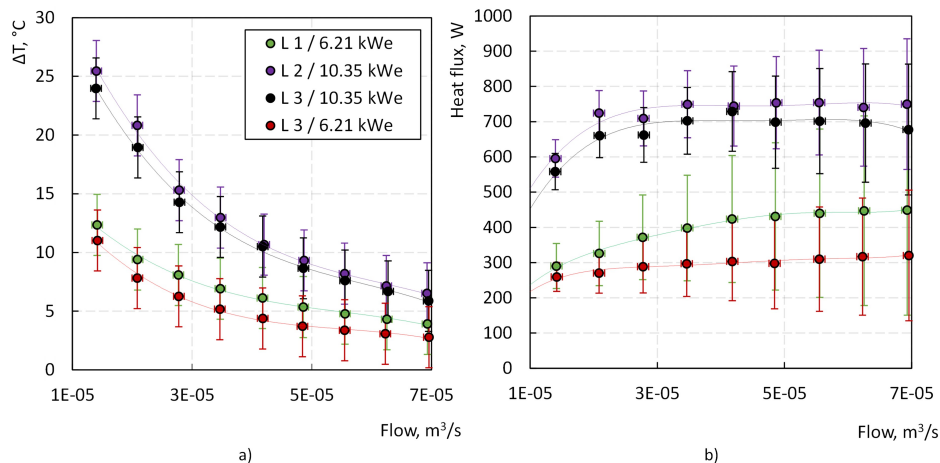 30
25
20
15
10
5
0
ΔT, °C
L 1 / 6.21 kWe
L 2 / 10.35 kWe
L 3 / 10.35 kWe
L 3 / 6.21 kWe
1E-05 3E-05 5E-05 7E-05
Flow, m³/s
a)
1000
900
800
700
600
500
400
300
200
100
0
Heat flux, W
1E-05 3E-05 5E-05 7E-05
Flow, m³/s
b)